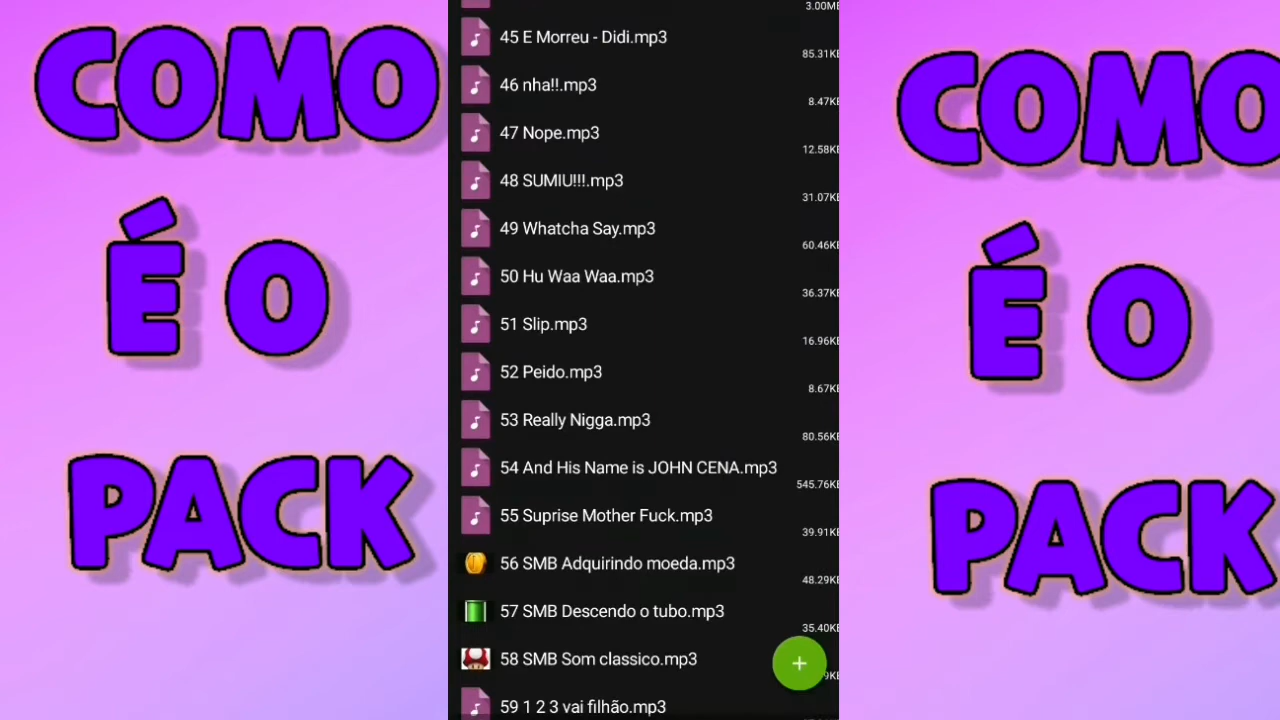 COMO
É O
PACK
3.00MB
45 E Morreu - Didi.mp3
85.31KB
46 nha!!.mp3
8.47KB
47 Nope.mp3
12.58KB
48 SUMIU!!!.mp3
31.07KB
49 Whatcha Say.mp3
60.46KB
50 Hu Waa Waa.mp3
36.37KB
51 Slip.mp3
16.96KB
52 Peido.mp3
8.67KB
53 Really Nigga.mp3
80.56KB
54 And His Name is JOHN CENA.mp3
545.76KB
55 Suprise Mother Fuck.mp3
39.91KB
56 SMB Adquirindo moeda.mp3
48.29KB
57 SMB Descendo o tubo.mp3
35.40KB
58 SMB Som classico.mp3
59 1 2 3 vai filhão.mp3
COMO
É O
PACK